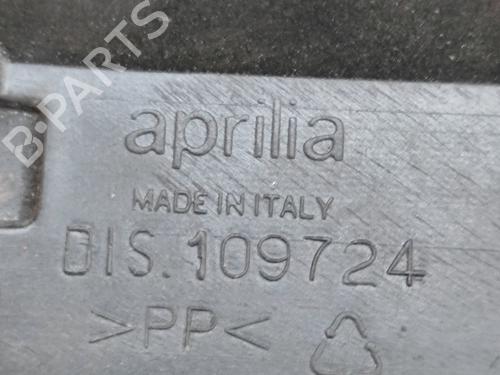 B-PARTS
aprilia
MADE IN ITALY
DIS. 109724
>PP<